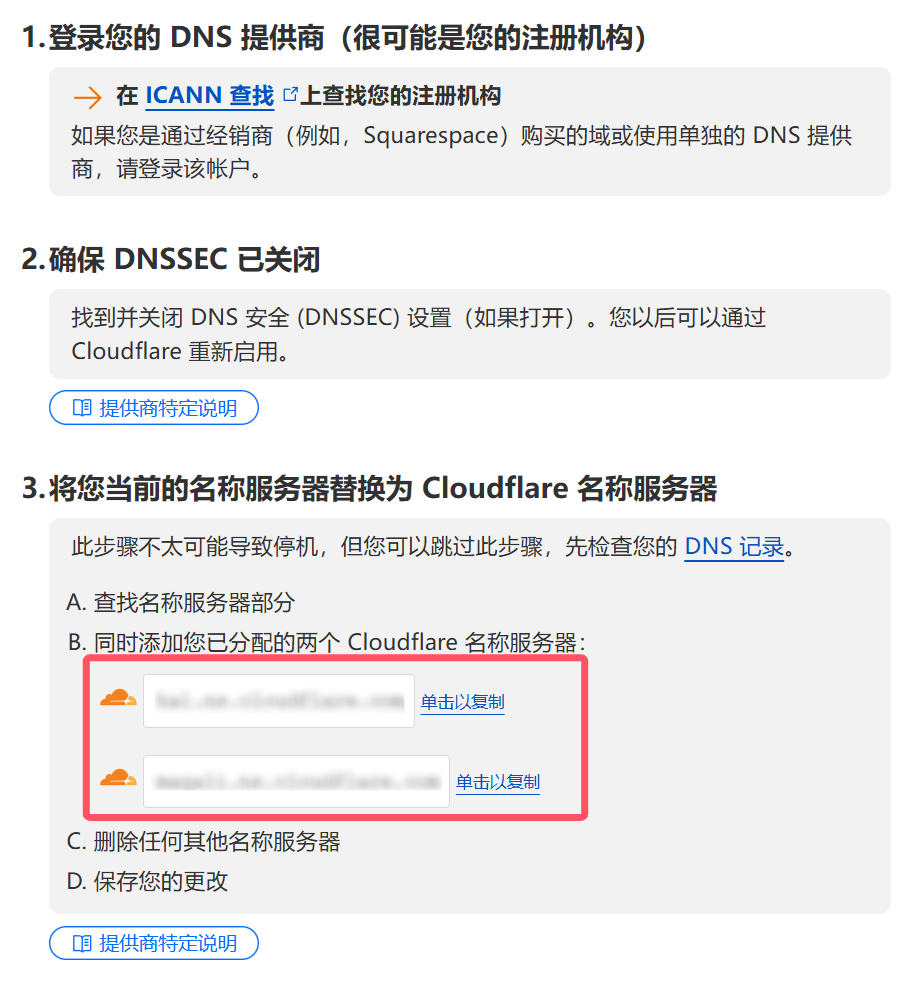 1.登录您的 DNS 提供商（很可能是您的注册机构）
在 ICANN 查找 上查找您的注册机构
如果您是通过经销商（例如，Squarespace）购买的域或使用单独的 DNS 提供
商，请登录该帐户。
2.确保 DNSSEC 已关闭
找到并关闭 DNS 安全 (DNSSEC) 设置（如果打开）。您以后可以通过
Cloudflare 重新启用。
提供商特定说明
3.将您当前的名称服务器替换为 Cloudflare 名称服务器
此步骤不太可能导致停机，但您可以跳过此步骤，先检查您的 DNS 记录。
A. 查找名称服务器部分
B. 同时添加您已分配的两个 Cloudflare 名称服务器：
单击以复制
单击以复制
C. 删除任何其他名称服务器
D. 保存您的更改
提供商特定说明